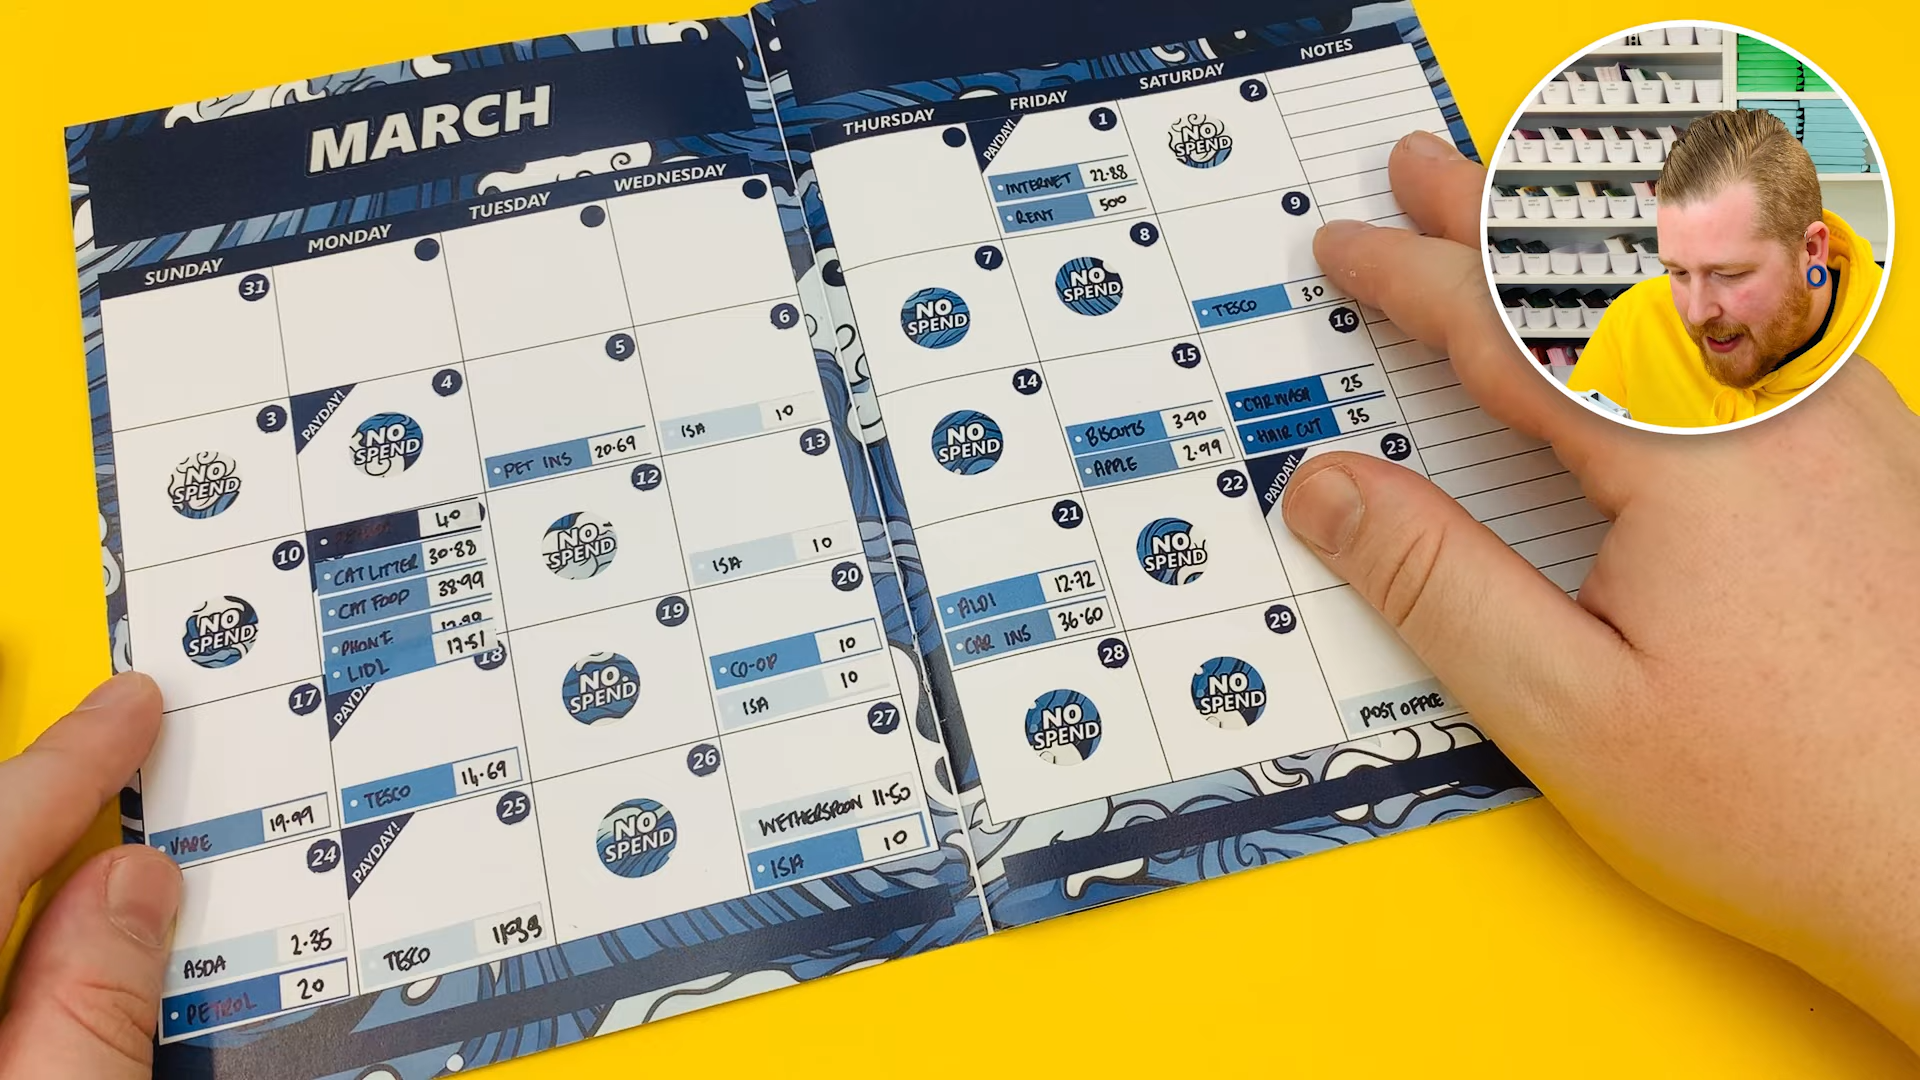 MARCH
SUNDAY
MONDAY
TUESDAY
WEDNESDAY
THURSDAY
FRIDAY
SATURDAY
NOTES
31
PAYDAY!
1
INTERNET 22.88
RENT 500
2
NO SPEND
3
NO SPEND
PAYDAY!
4
NO SPEND
5
PET INS 20.69
6
ISA 10
7
NO SPEND
8
NO SPEND
9
TESCO 30
10
NO SPEND
40
CAT LITTER 30.88
CAT FOOD 38.99
PHONE 12.99
LIDL 17.51
12
NO SPEND
13
ISA 10
14
NO SPEND
15
BISCUITS 3.90
APPLE 2.99
16
CAR WASH 25
HAIR CUT 35
17
VAPE 19.99
PAYDAY!
18
TESCO 14.69
19
NO SPEND
20
CO-OP 10
ISA 10
21
ALDI 12.72
CAR INS 36.60
22
NO SPEND
PAYDAY!
23
24
ASDA 2.35
PETROL 20
PAYDAY!
25
TESCO
26
NO SPEND
27
WETHERSPOON 11.50
ISA 10
28
NO SPEND
29
NO SPEND
POST OFFICE